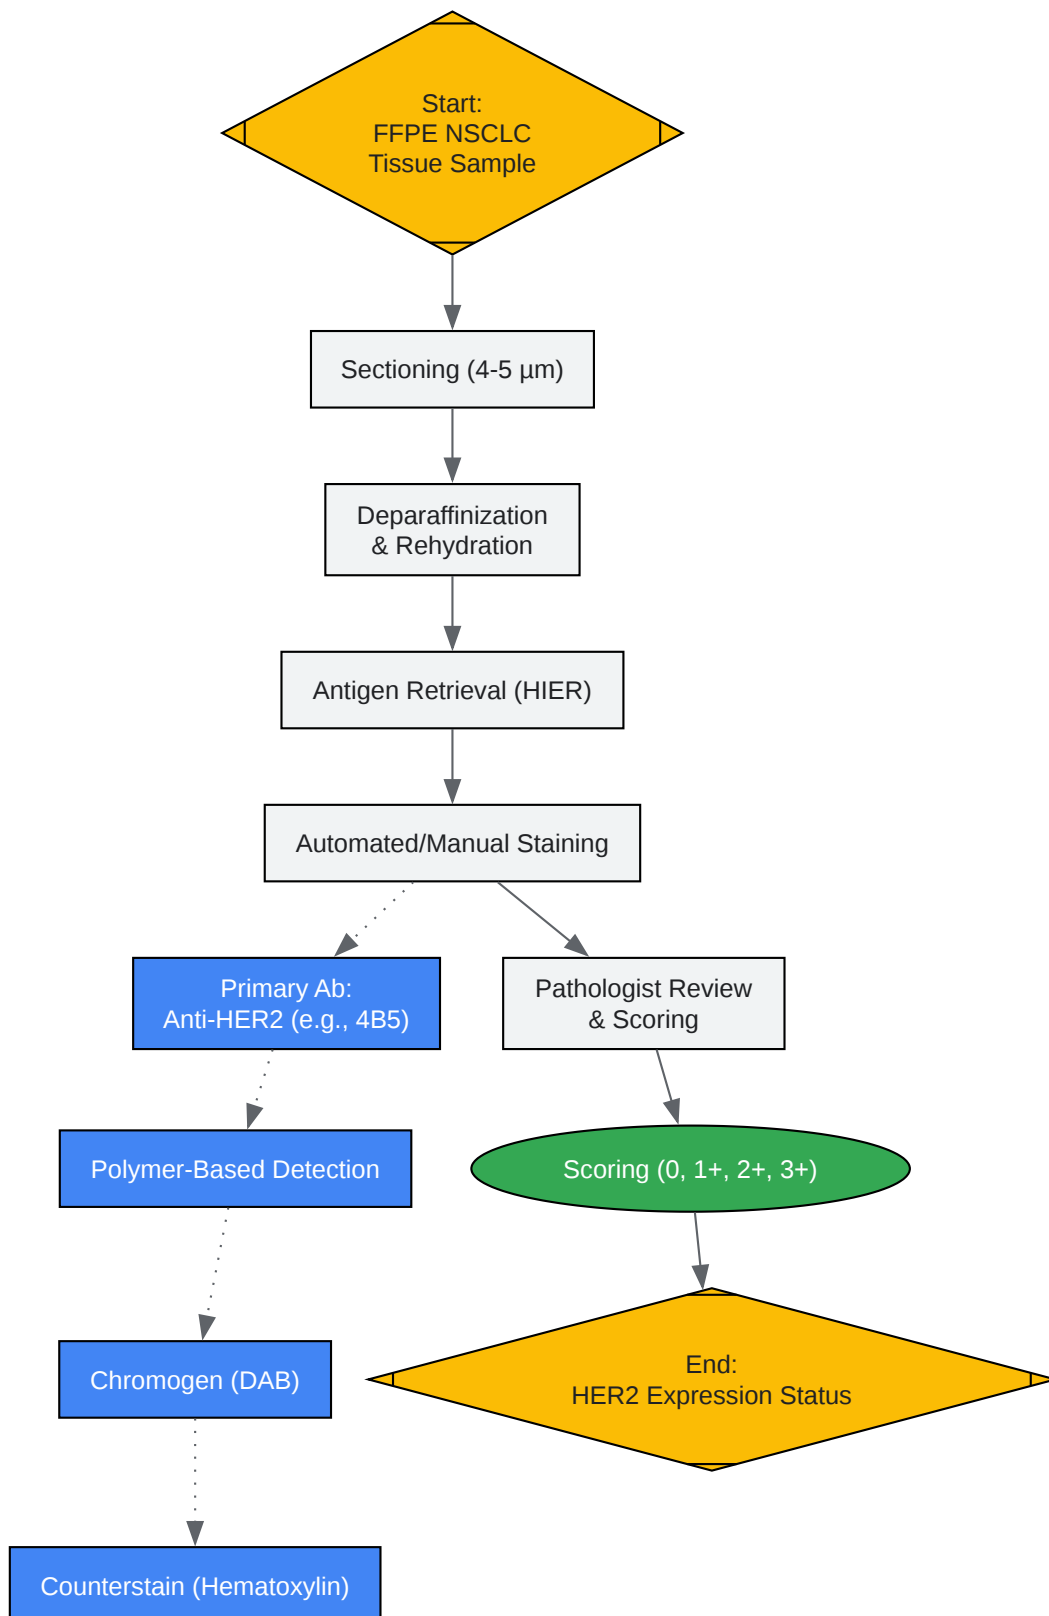 Start:
FFPE NSCLC
Tissue Sample
Sectioning (4-5 µm)
Deparaffinization
& Rehydration
Antigen Retrieval (HIER)
Automated/Manual Staining
Primary Ab:
Anti-HER2 (e.g., 4B5)
Pathologist Review
& Scoring
Polymer-Based Detection
Scoring (0, 1+, 2+, 3+)
Chromogen (DAB)
End:
HER2 Expression Status
Counterstain (Hematoxylin)